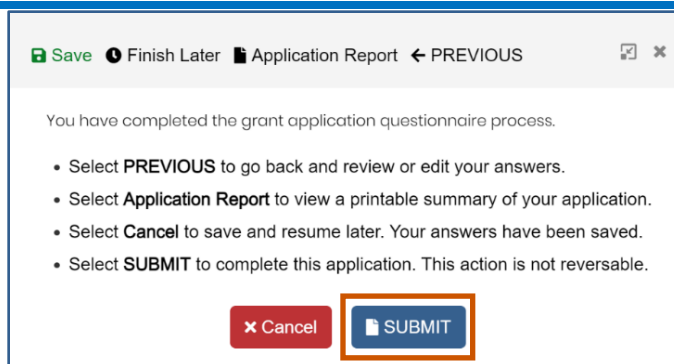 Save Finish Later Application Report PREVIOUS
You have completed the grant application questionnaire process.
• Select PREVIOUS to go back and review or edit your answers.
• Select Application Report to view a printable summary of your application.
• Select Cancel to save and resume later. Your answers have been saved.
• Select SUBMIT to complete this application. This action is not reversable.
Cancel SUBMIT